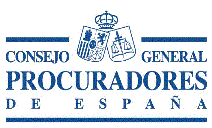 CONSEJO GENERAL
PROCURADORES
DE ESPAÑA